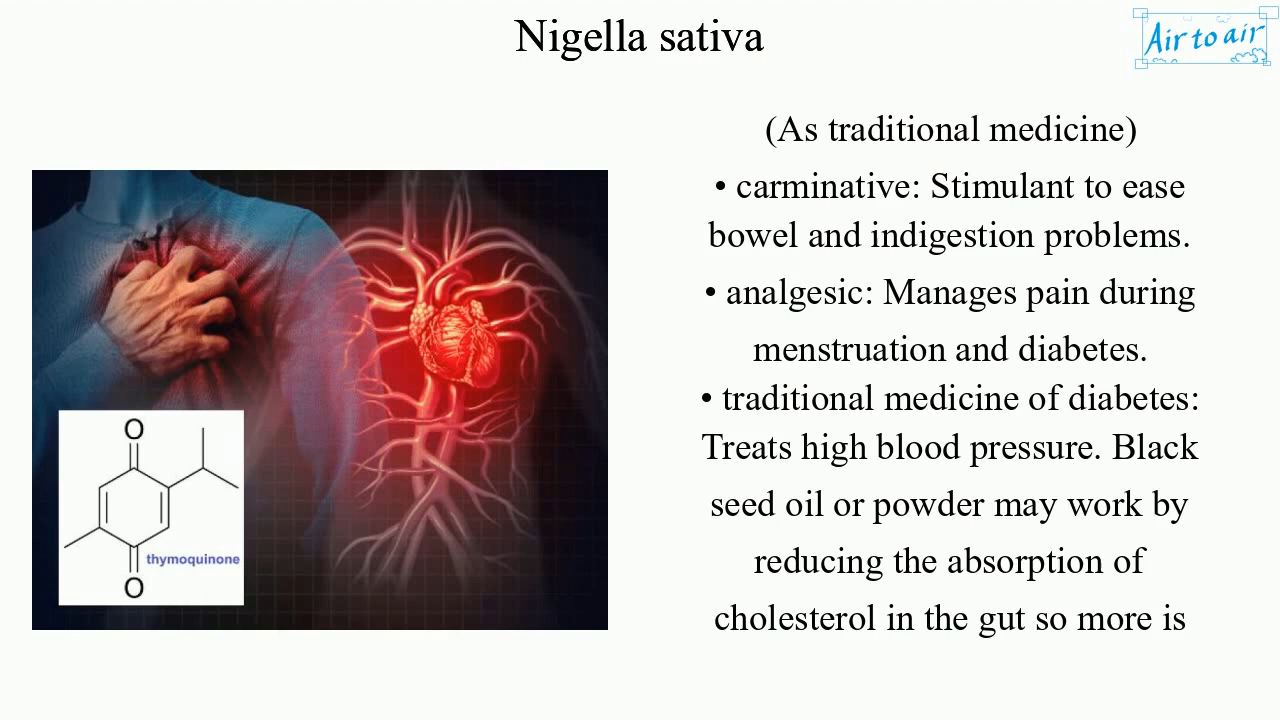 Nigella sativa
Air to air
(As traditional medicine)
• carminative: Stimulant to ease
bowel and indigestion problems.
• analgesic: Manages pain during
menstruation and diabetes.
• traditional medicine of diabetes:
Treats high blood pressure. Black
seed oil or powder may work by
reducing the absorption of
cholesterol in the gut so more is
O
thymoquinone
O